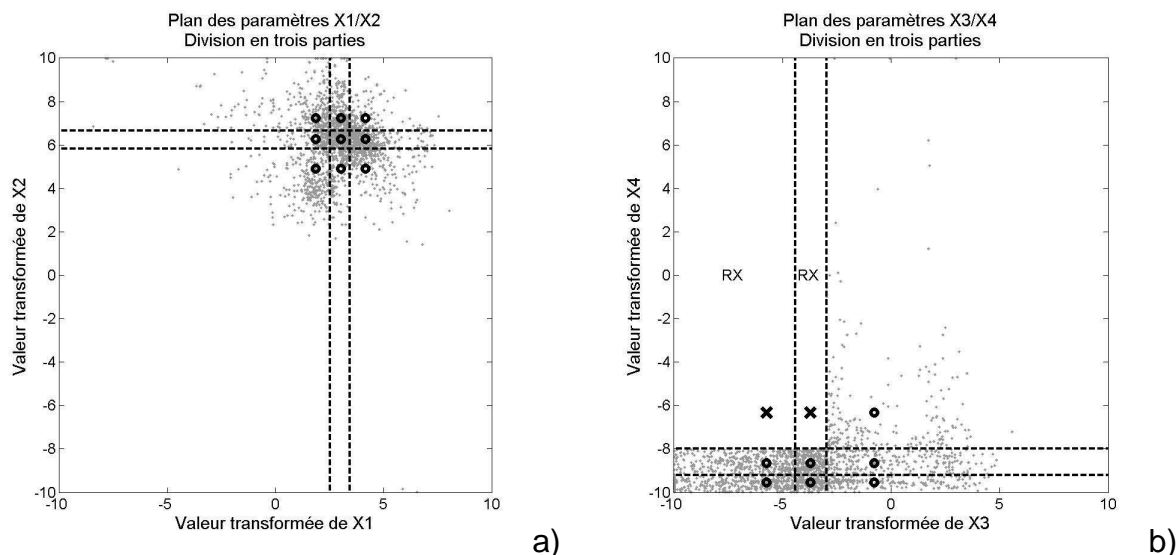 Plan des paramètres X1/X2
Division en trois parties
10
8
6
4
2
0
-2
-4
-6
-8
-10
-10
-5
0
5
10
Valeur transformée de X2
Valeur transformée de X1
a)
Plan des paramètres X3/X4
Division en trois parties
10
8
6
4
2
0
-2
-4
-6
-8
-10
-10
-5
0
5
10
RX
RX
Valeur transformée de X4
Valeur transformée de X3
b)